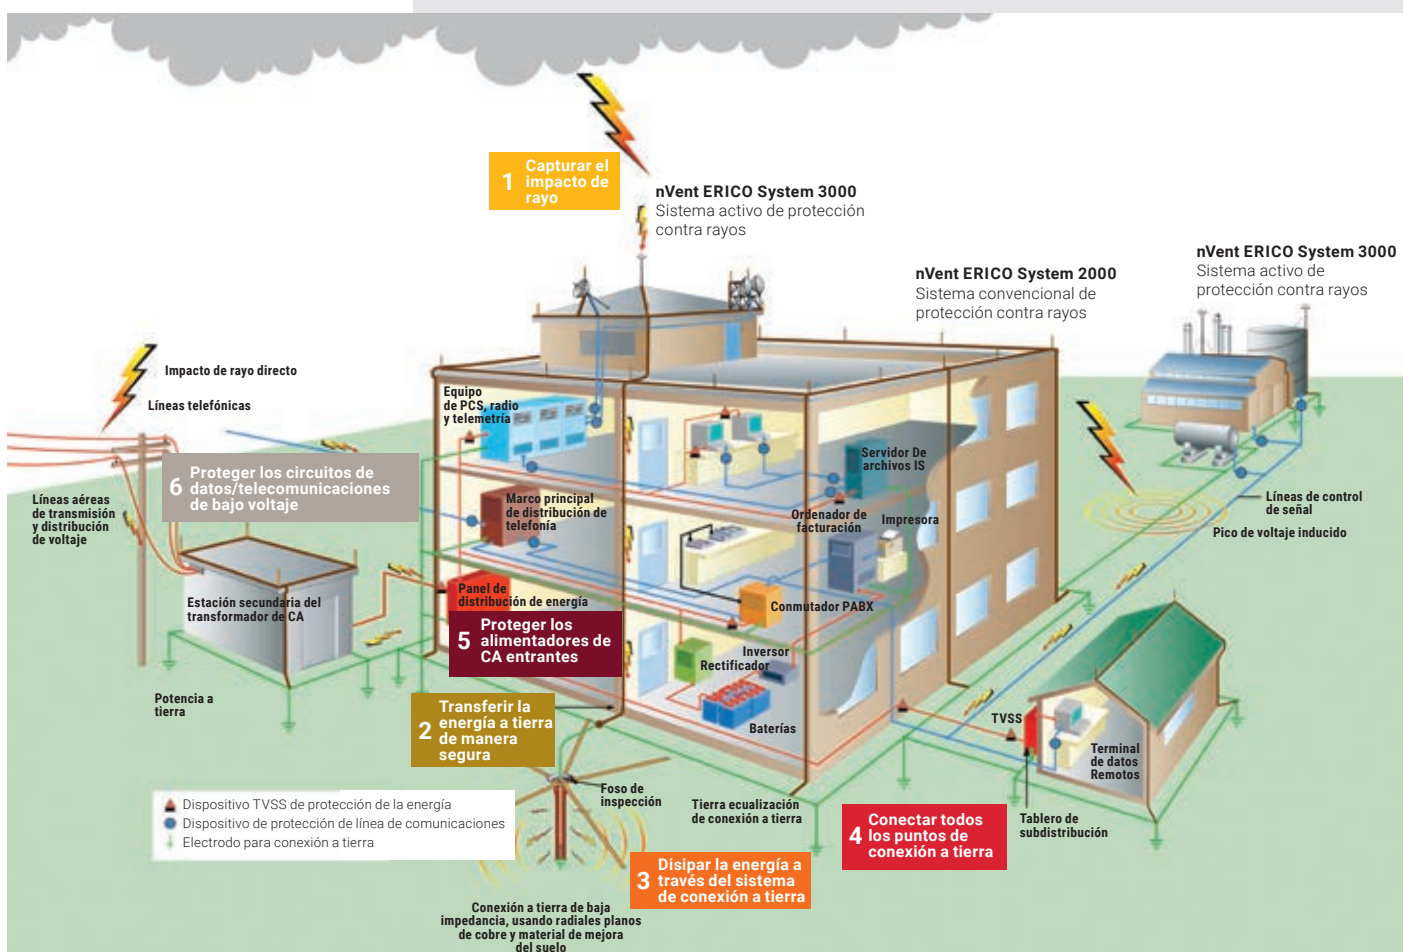 1
Capturar el
impacto de
rayo
nVent ERICO System 3000
Sistema activo de protección
contra rayos
nVent ERICO System 2000
Sistema convencional de
protección contra rayos
nVent ERICO System 3000
Sistema activo de
protección contra rayos
Impacto de rayo directo
Líneas telefónicas
6
Proteger los circuitos de
datos/telecomunicaciones
de bajo voltaje
Líneas aéreas
de transmisión
y distribución
de voltaje
Equipo
de PCS, radio
y telemetría
Servidor De
archivos IS
Marco principal
de distribución de
telefonía
Ordenador de
facturación
Impresora
Líneas de control
de señal
Pico de voltaje inducido
Estación secundaria del
transformador de CA
Panel de
distribución de energía
Conmutador PABX
5
Proteger los
alimentadores de
CA entrantes
Inversor
Rectificador
Baterías
Potencia a
tierra
2
Transferir la
energía a tierra
de manera
segura
TVSS
Terminal
de datos
Remotos
Foso de
inspección
Tierra ecualización
de conexión a tierra
4
Conectar todos
los puntos de
conexión a tierra
Tablero de
subdistribución
Dispositivo TVSS de protección de la energía
Dispositivo de protección de línea de comunicaciones
Electrodo para conexión a tierra
3
Disipar la energía a
través del sistema
de conexión a tierra
Conexión a tierra de baja
impedancia, usando radiales planos
de cobre y material de mejora
del suelo